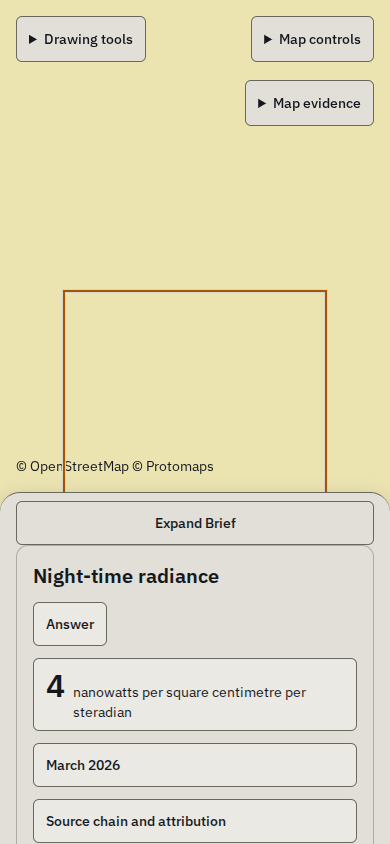 Drawing tools
Map controls
Map evidence
© OpenStreetMap © Protomaps
Expand Brief
Night-time radiance
Answer
4 nanowatts per square centimetre per
steradian
March 2026
Source chain and attribution